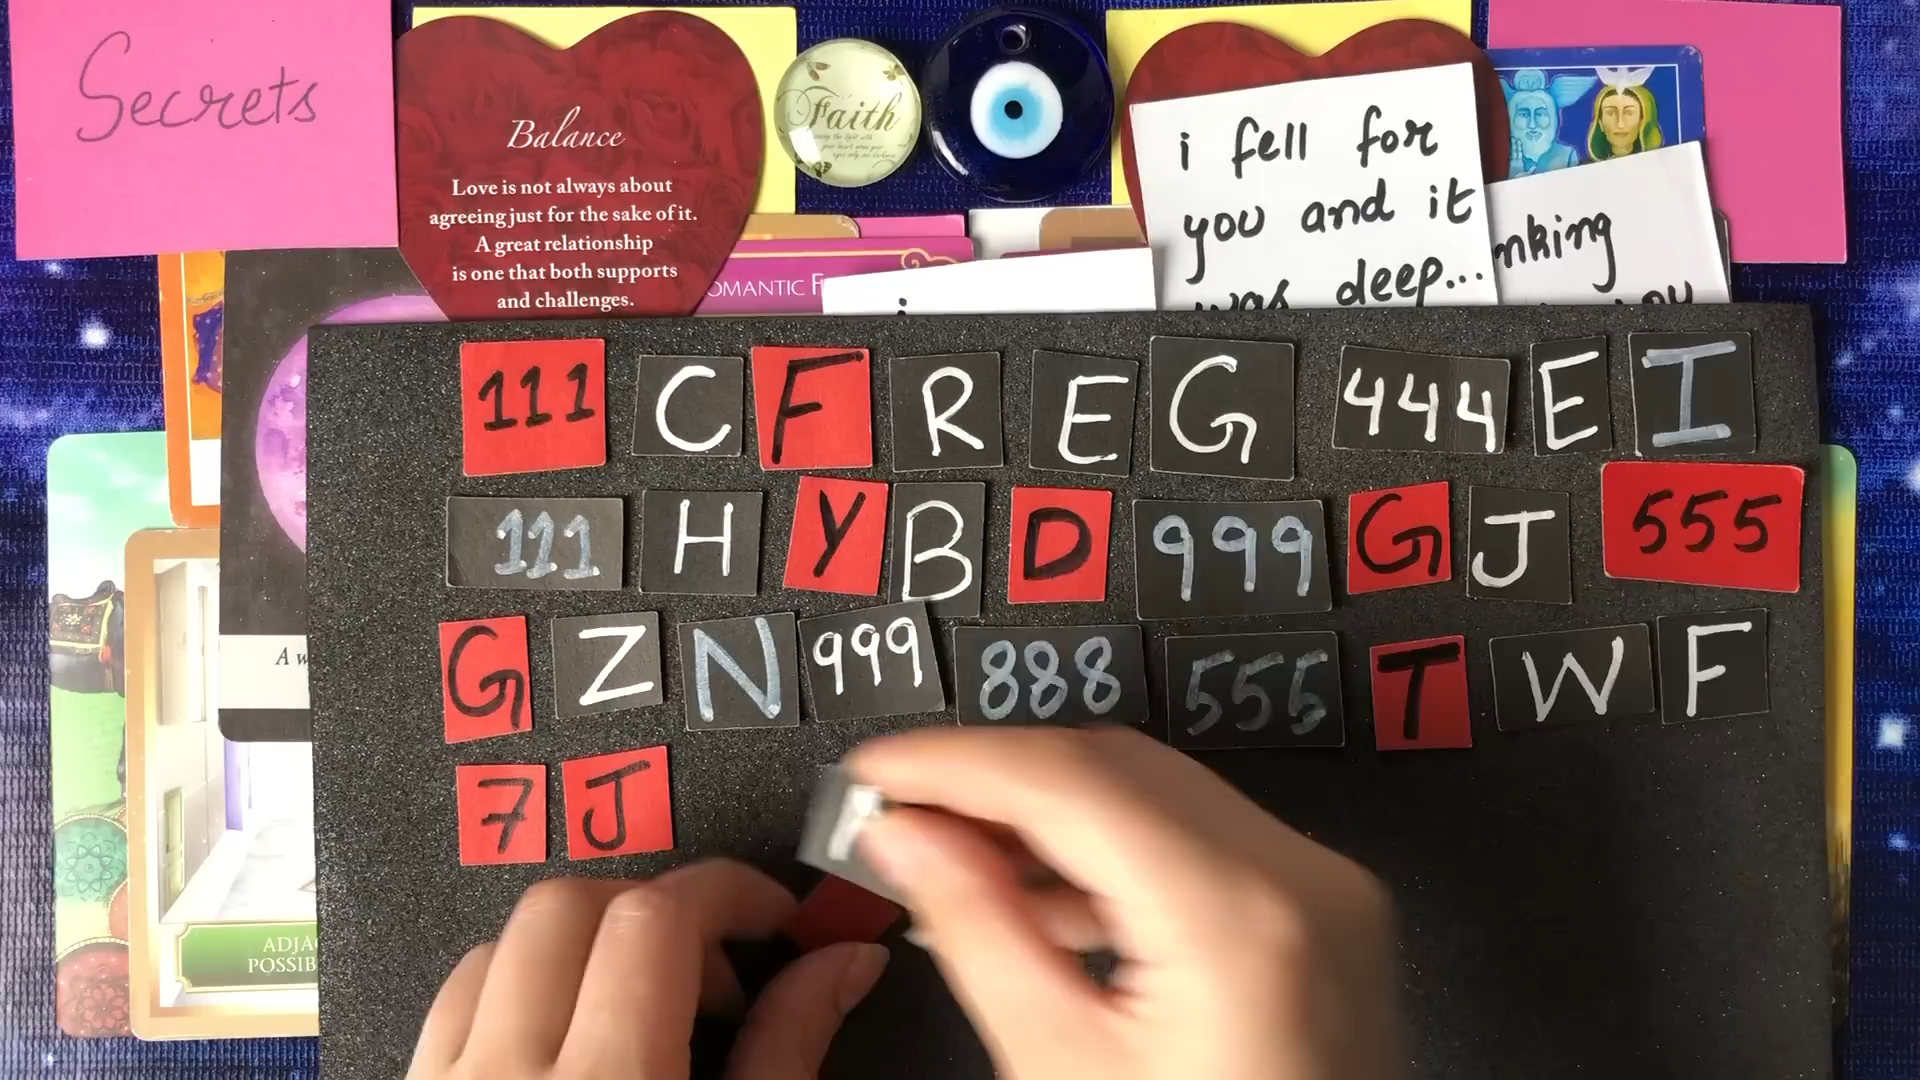 Secrets
Balance
Love is not always about
agreeing just for the sake of it.
A great relationship
is one that both supports
and challenges.
Faith
i fell for
you and it
was deep...
nking
you
OMANTIC F
i
111 C F R E G 444 E I
111 H Y B D 999 G J 555
G Z N 999 888 555 T W F
7 J
A w
ADJA
POSSIB